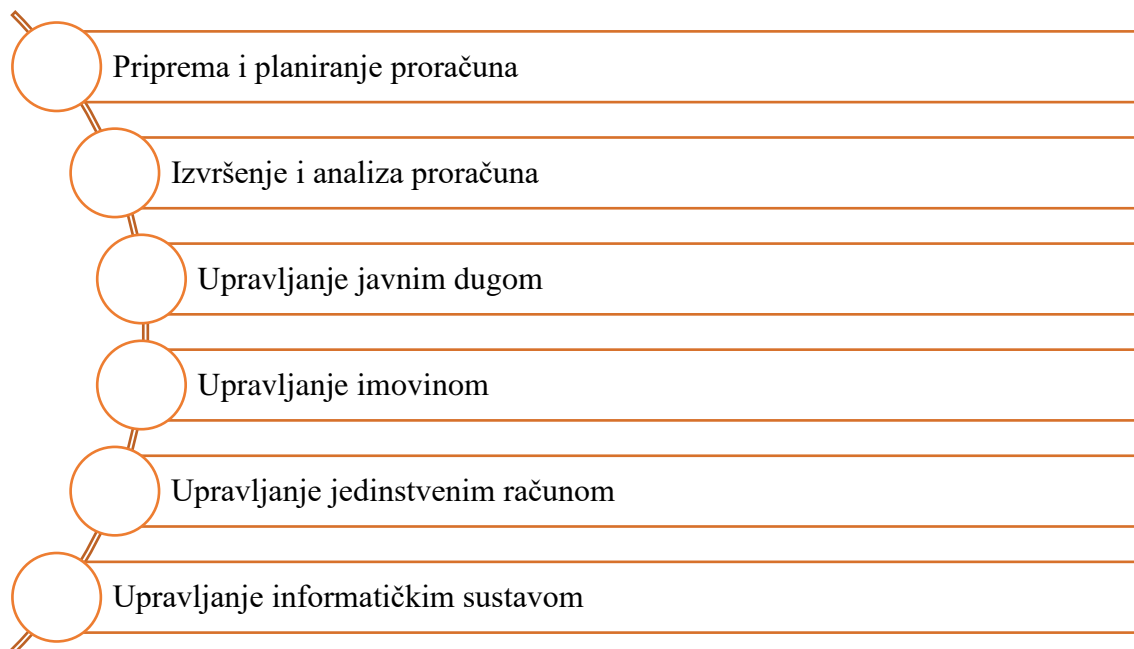 Priprema i planiranje proračuna
Izvršenje i analiza proračuna
Upravljanje javnim dugom
Upravljanje imovinom
Upravljanje jedinstvenim računom
Upravljanje informatičkim sustavom